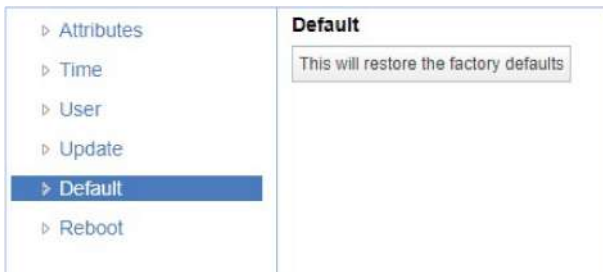 Attributes
Time
User
Update
Default
Reboot
Default
This will restore the factory defaults